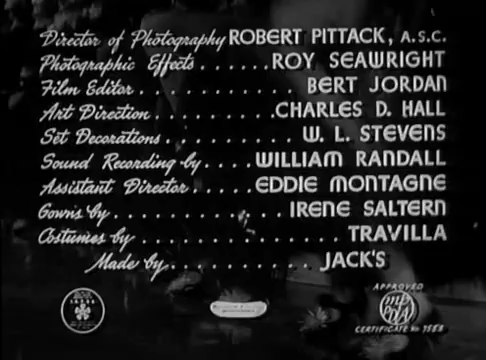 Director of Photography ROBERT PITTACK, A.S.C.
Photographic Effects . . . . . . ROY SEAWRIGHT
Film Editor . . . . . . . . . . . BERT JORDAN
Art Direction . . . . . . . . . . CHARLES D. HALL
Set Decorations . . . . . . . . . . . W. L. STEVENS
Sound Recording by . . . . WILLIAM RANDALL
Assistant Director . . . . . EDDIE MONTAGNE
Gowns by . . . . . . . . . . . . . . IRENE SALTERN
Costumes by . . . . . . . . . . . . . . . TRAVILLA
Made by . . . . . . . . . . . JACK'S
APPROVED
MPPDA
CERTIFICATE No.